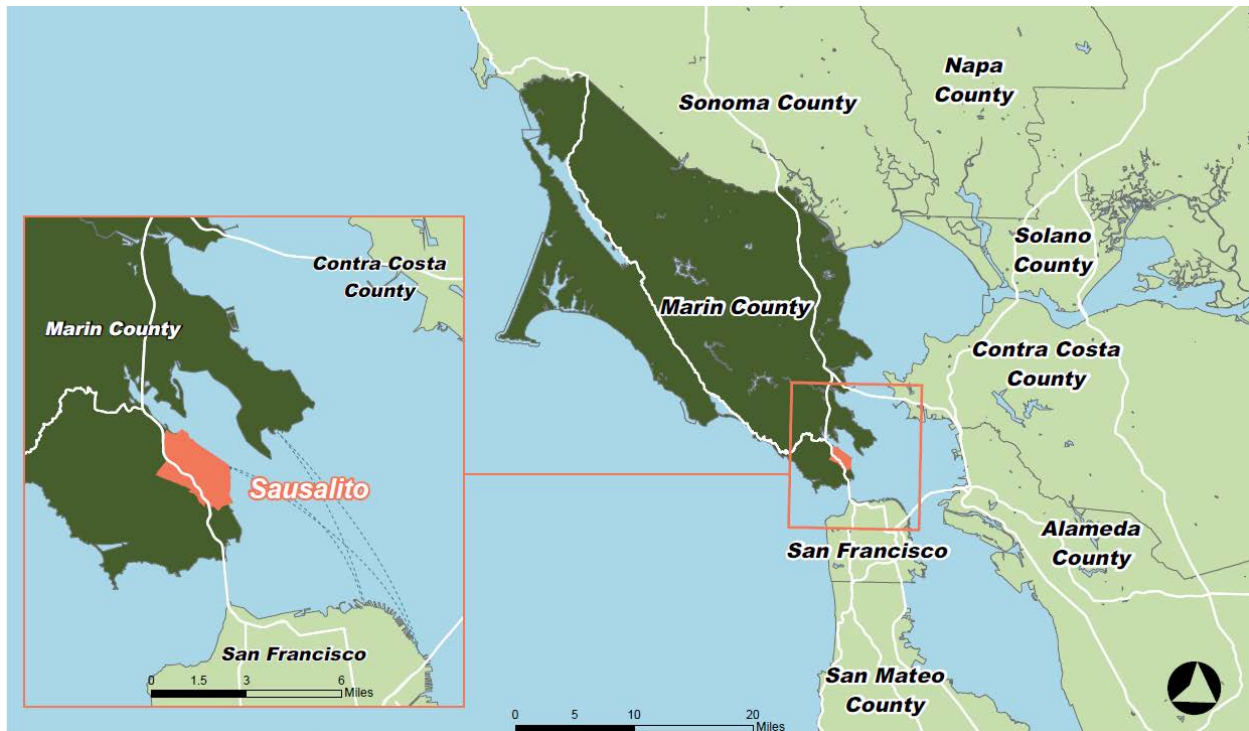 Napa
County
Sonoma County
Solano
County
Contra Costa
County
Marin County
Marin County
Contra Costa
County
Sausalito
Alameda
County
San Francisco
San Francisco
0 1.5 3 6
Miles
San Mateo
County
0 5 10 20
Miles